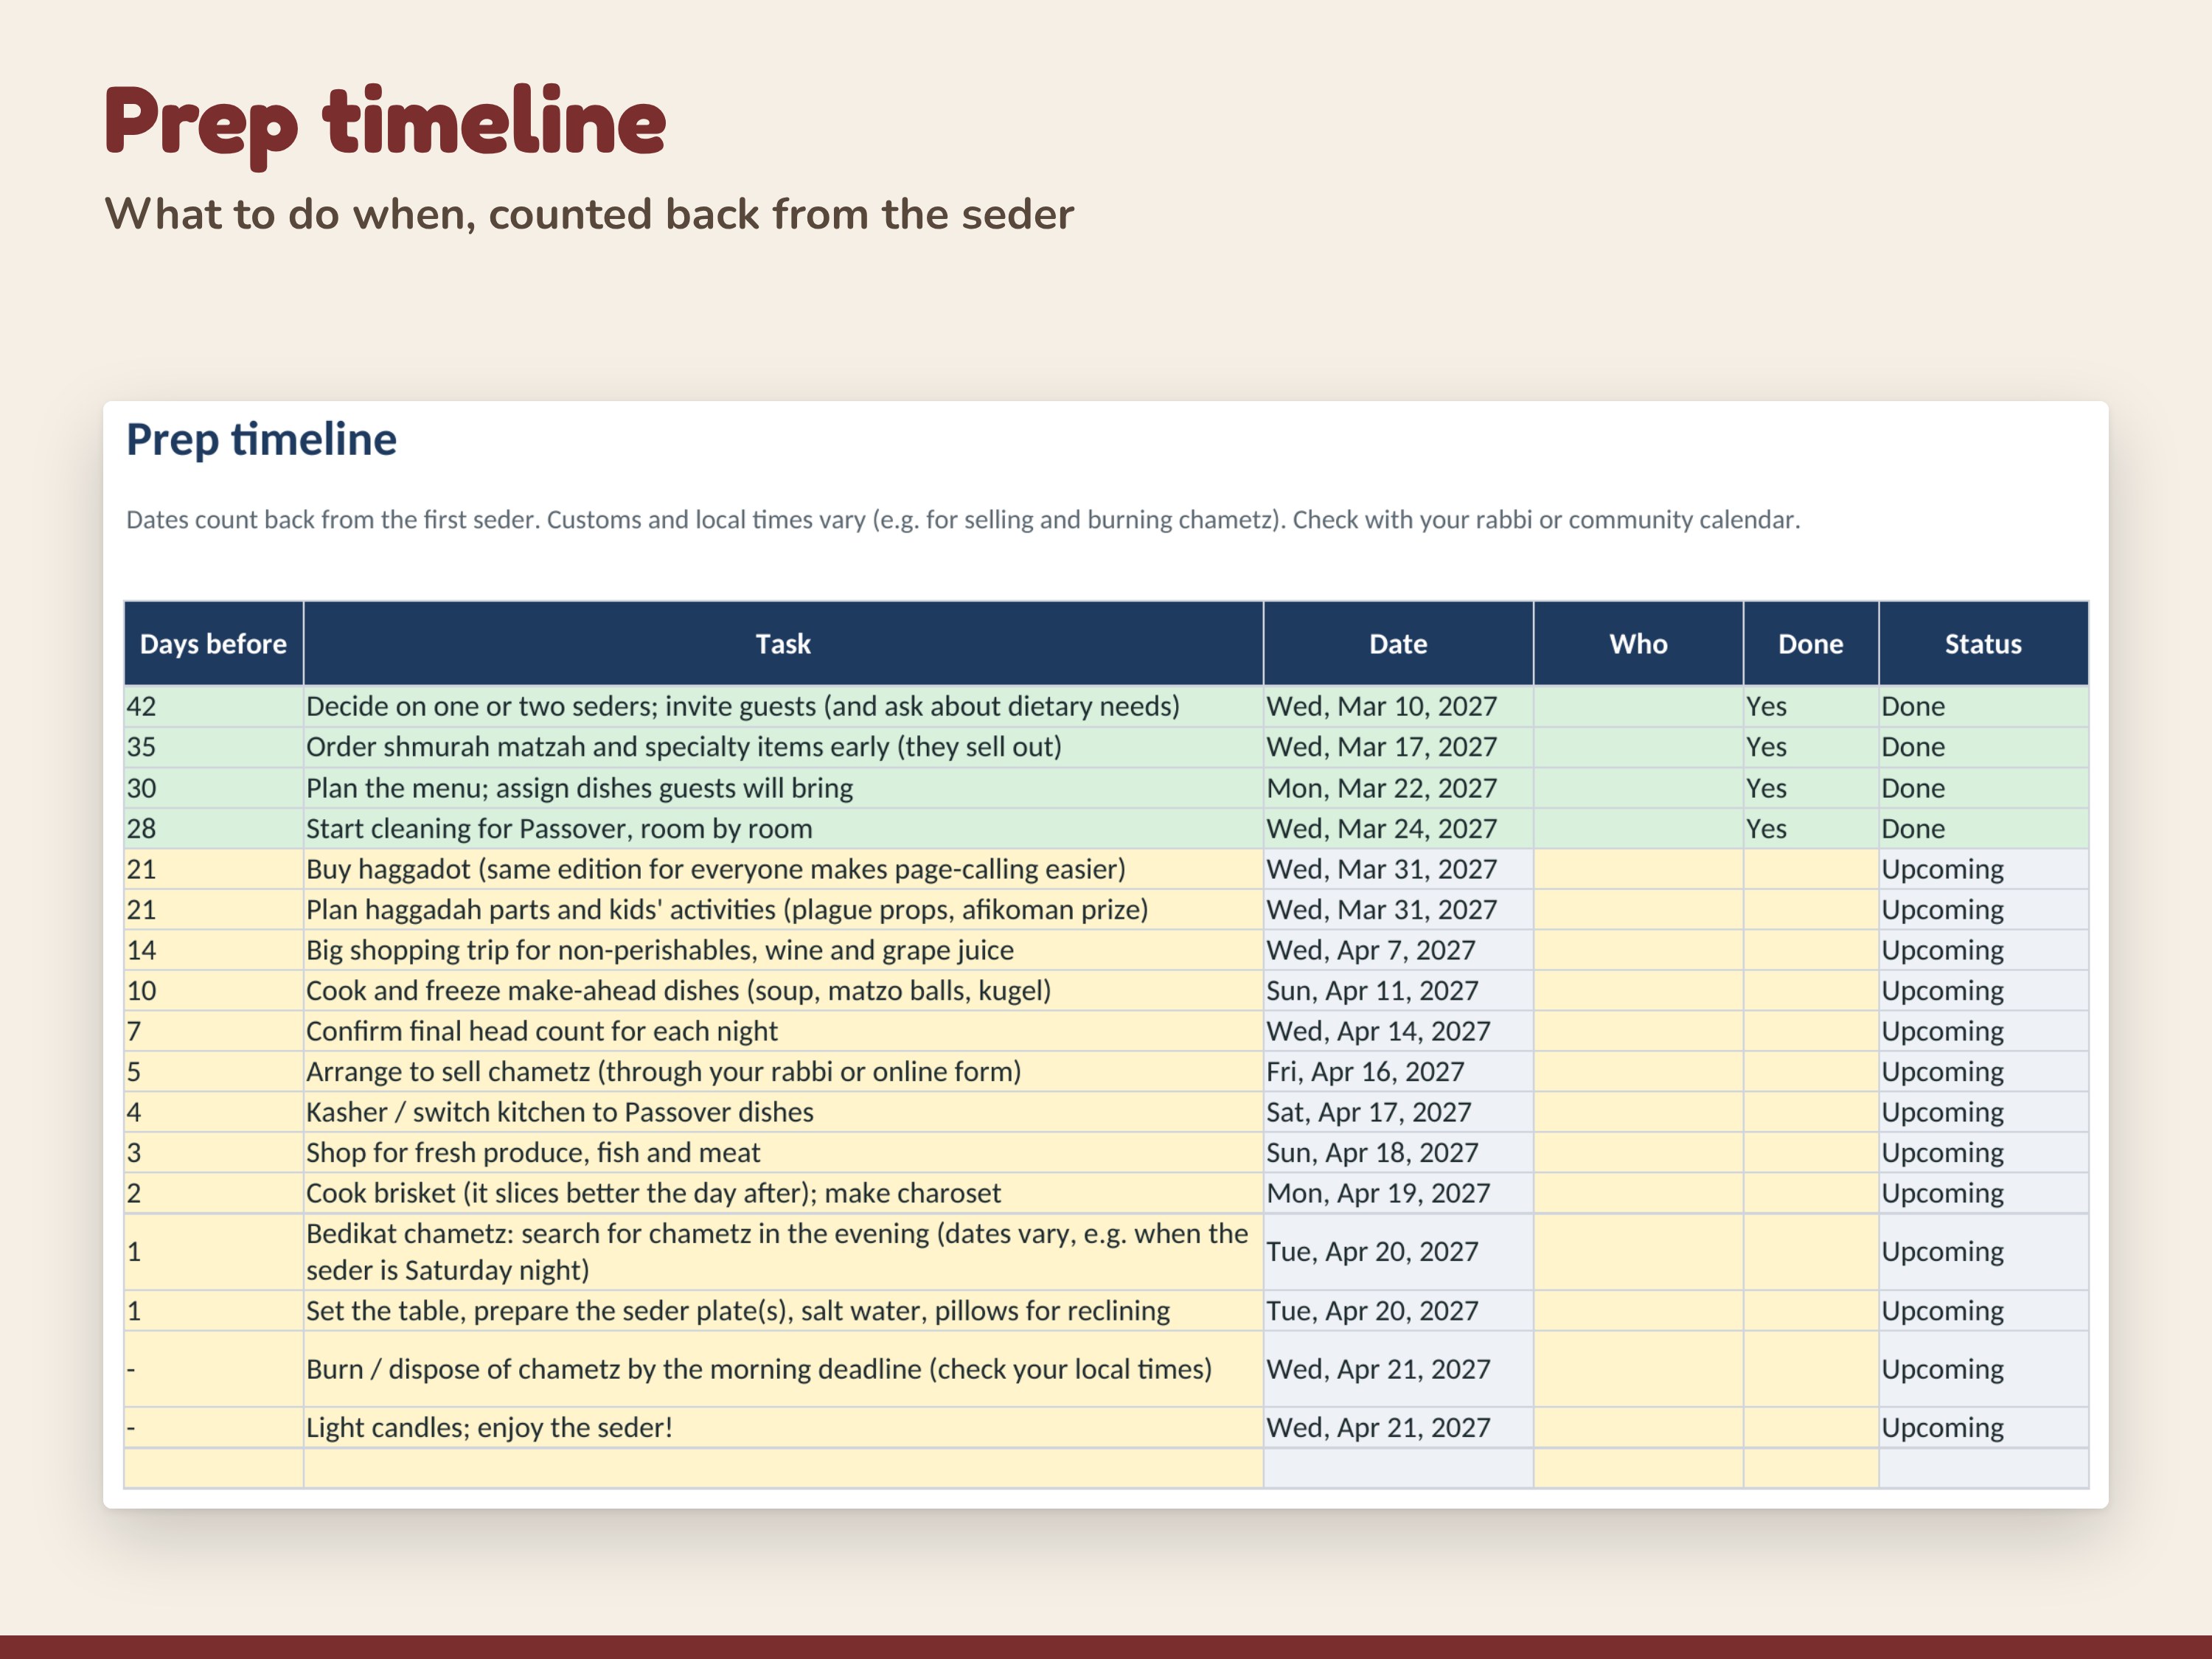 Prep timeline
What to do when, counted back from the seder
Prep timeline
Dates count back from the first seder. Customs and local times vary (e.g. for selling and burning chametz). Check with your rabbi or community calendar.
Days before Task Date Who Done Status
42 Decide on one or two seders; invite guests (and ask about dietary needs) Wed, Mar 10, 2027 Yes Done
35 Order shmurah matzah and specialty items early (they sell out) Wed, Mar 17, 2027 Yes Done
30 Plan the menu; assign dishes guests will bring Mon, Mar 22, 2027 Yes Done
28 Start cleaning for Passover, room by room Wed, Mar 24, 2027 Yes Done
21 Buy haggadot (same edition for everyone makes page-calling easier) Wed, Mar 31, 2027 Upcoming
21 Plan haggadah parts and kids' activities (plague props, afikoman prize) Wed, Mar 31, 2027 Upcoming
14 Big shopping trip for non-perishables, wine and grape juice Wed, Apr 7, 2027 Upcoming
10 Cook and freeze make-ahead dishes (soup, matzo balls, kugel) Sun, Apr 11, 2027 Upcoming
7 Confirm final head count for each night Wed, Apr 14, 2027 Upcoming
5 Arrange to sell chametz (through your rabbi or online form) Fri, Apr 16, 2027 Upcoming
4 Kasher / switch kitchen to Passover dishes Sat, Apr 17, 2027 Upcoming
3 Shop for fresh produce, fish and meat Sun, Apr 18, 2027 Upcoming
2 Cook brisket (it slices better the day after); make charoset Mon, Apr 19, 2027 Upcoming
1 Bedikat chametz: search for chametz in the evening (dates vary, e.g. when the
seder is Saturday night) Tue, Apr 20, 2027 Upcoming
1 Set the table, prepare the seder plate(s), salt water, pillows for reclining Tue, Apr 20, 2027 Upcoming
- Burn / dispose of chametz by the morning deadline (check your local times) Wed, Apr 21, 2027 Upcoming
- Light candles; enjoy the seder! Wed, Apr 21, 2027 Upcoming